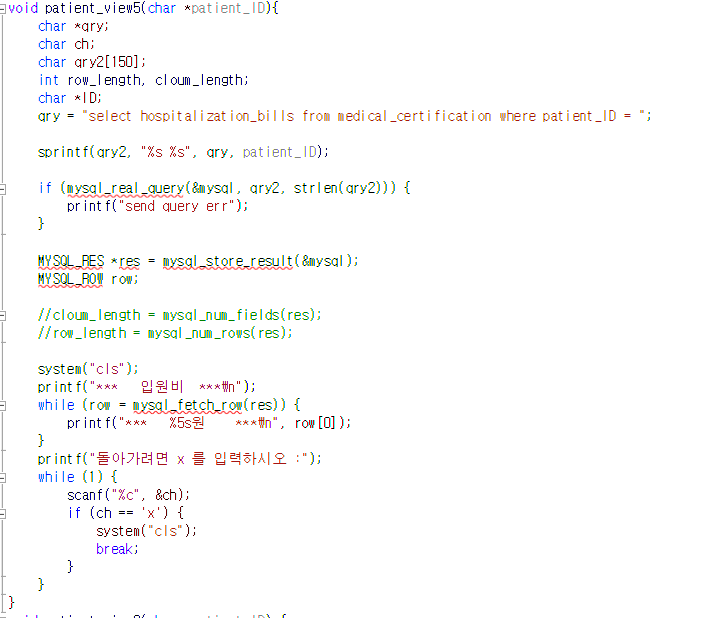 void patient_view5(char *patient_ID){
char *qry;
char ch;
char qry2[150];
int row_length, cloum_length;
char *ID;
qry = "select hospitalization_bills from medical_certification where patient_ID = ";
sprintf(qry2, "%s %s", qry, patient_ID);
if (mysql_real_query(&mysql, qry2, strlen(qry2))) {
printf("send query err");
}
MYSQL_RES *res = mysql_store_result(&mysql);
MYSQL_ROW row;
//cloum_length = mysql_num_fields(res);
//row_length = mysql_num_rows(res);
system("cls");
printf("***   입원비  ***₩n");
while (row = mysql_fetch_row(res)) {
printf("***   %5s원    ***₩n", row[0]);
}
printf("돌아가려면 x 를 입력하시오 :");
while (1) {
scanf("%c", &ch);
if (ch == 'x') {
system("cls");
break;
}
}
}